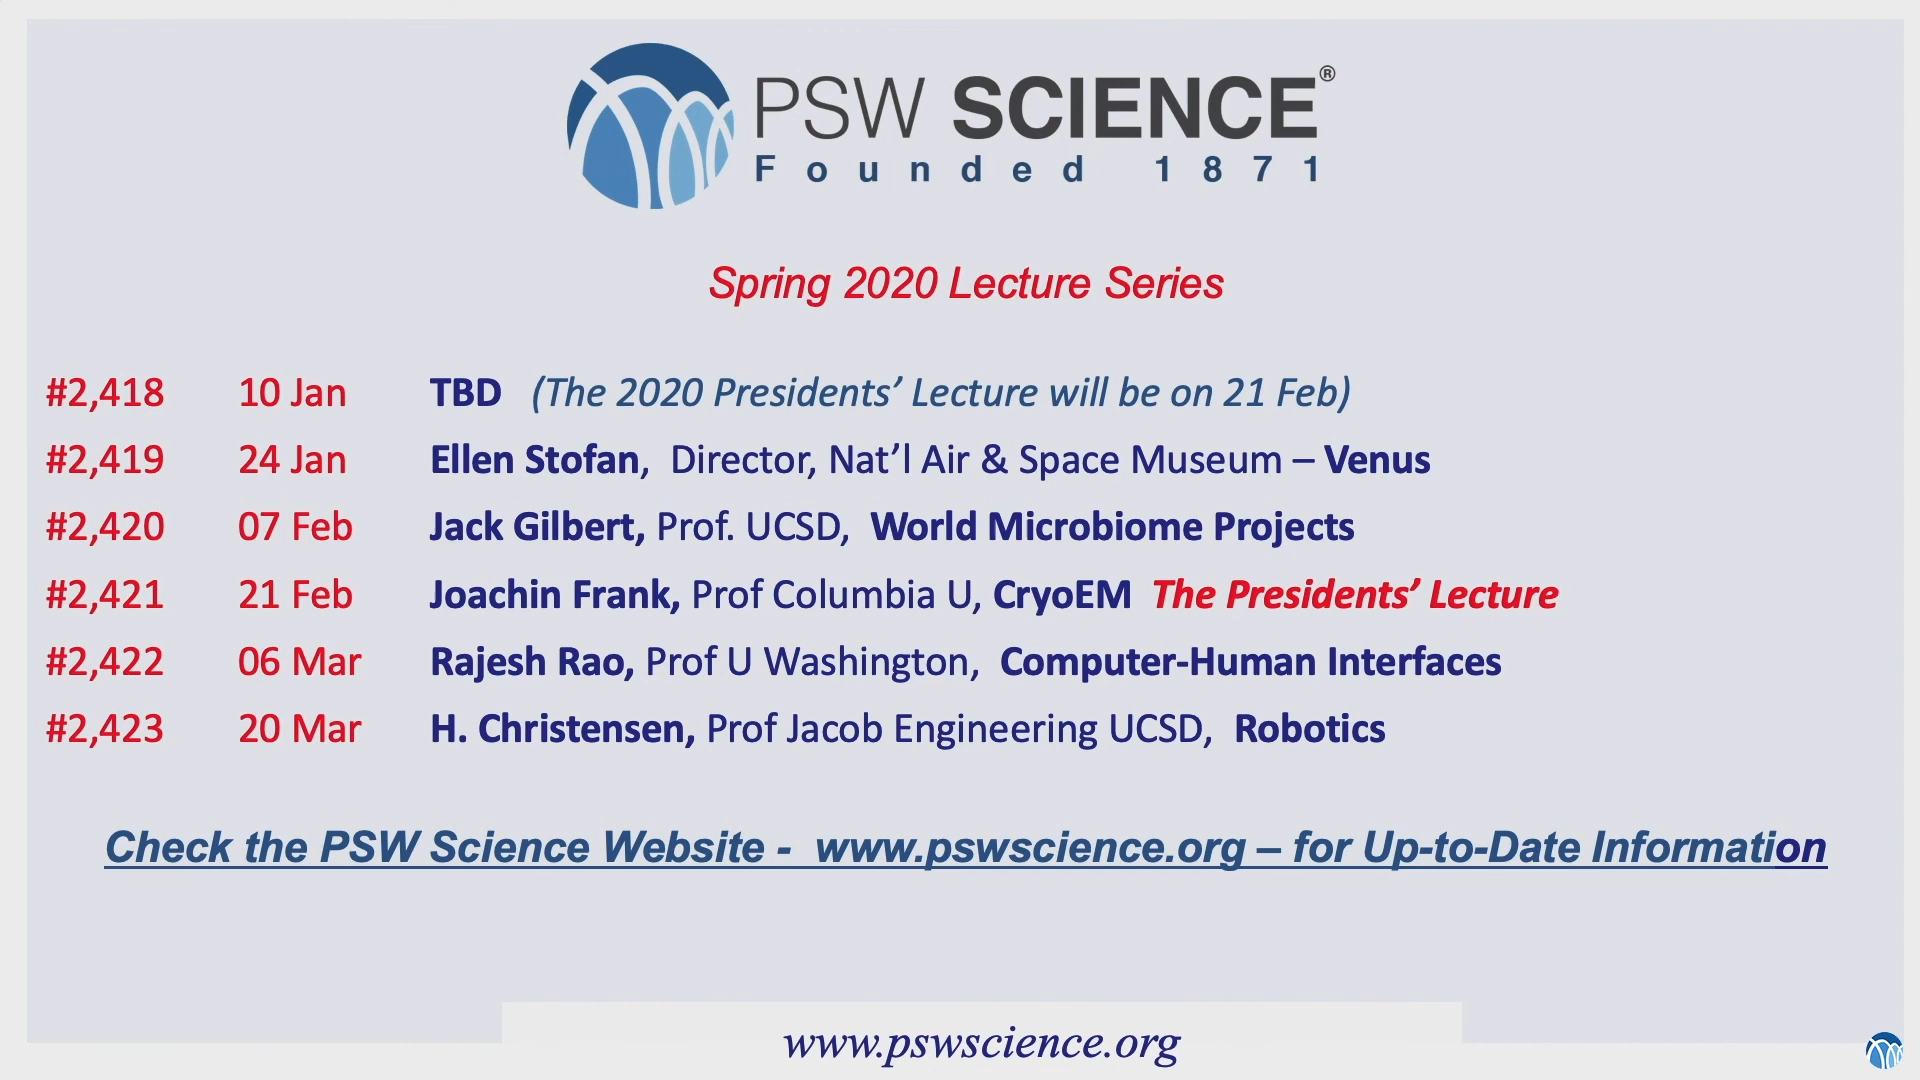 PSW SCIENCE®
Founded 1871
Spring 2020 Lecture Series
#2,418 10 Jan TBD (The 2020 Presidents’ Lecture will be on 21 Feb)
#2,419 24 Jan Ellen Stofan, Director, Nat’l Air & Space Museum – Venus
#2,420 07 Feb Jack Gilbert, Prof. UCSD, World Microbiome Projects
#2,421 21 Feb Joachin Frank, Prof Columbia U, CryoEM The Presidents’ Lecture
#2,422 06 Mar Rajesh Rao, Prof U Washington, Computer-Human Interfaces
#2,423 20 Mar H. Christensen, Prof Jacob Engineering UCSD, Robotics
Check the PSW Science Website - www.pswscience.org – for Up-to-Date Information
www.pswscience.org